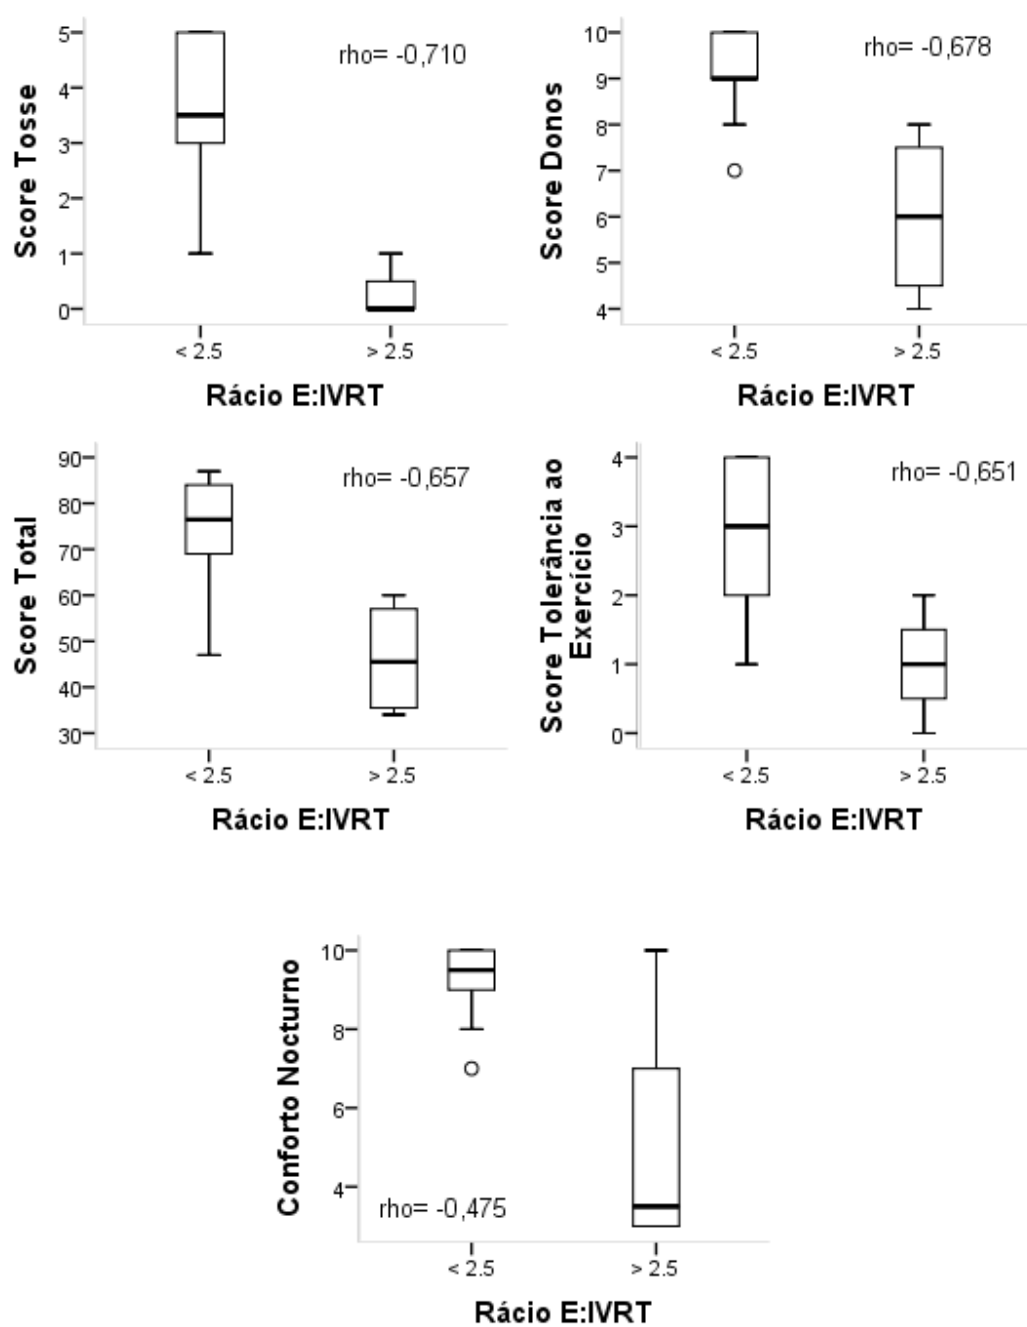 Score Tosse
5
4
3
2
1
0
rho= -0,710
< 2.5
> 2.5
Rácio E:IVRT
Score Donos
10
9
8
7
6
5
4
rho= -0,678
< 2.5
> 2.5
Rácio E:IVRT
Score Total
90
80
70
60
50
40
30
rho= -0,657
< 2.5
> 2.5
Rácio E:IVRT
Score Tolerância ao
Exercício
4
3
2
1
0
rho= -0,651
< 2.5
> 2.5
Rácio E:IVRT
Conforto Nocturno
10
8
6
4
rho= -0,475
< 2.5
> 2.5
Rácio E:IVRT